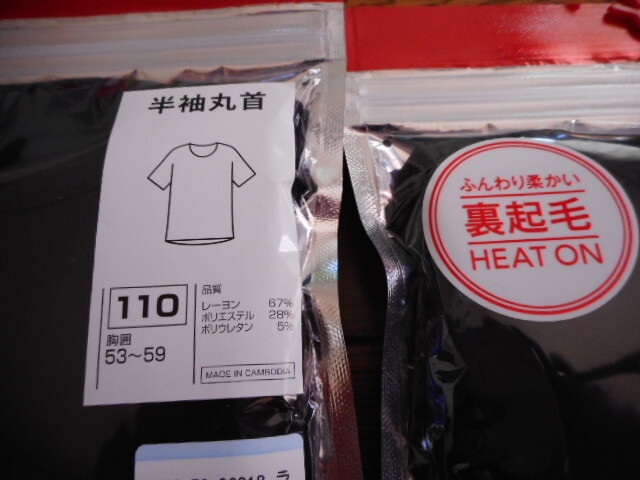 半袖丸首
110
胸囲
53～59
品質
レーヨン 67%
ポリエステル 28%
ポリウレタン 5%
MADE IN CAMBODIA
ふんわり柔かい
裏起毛
HEAT ON